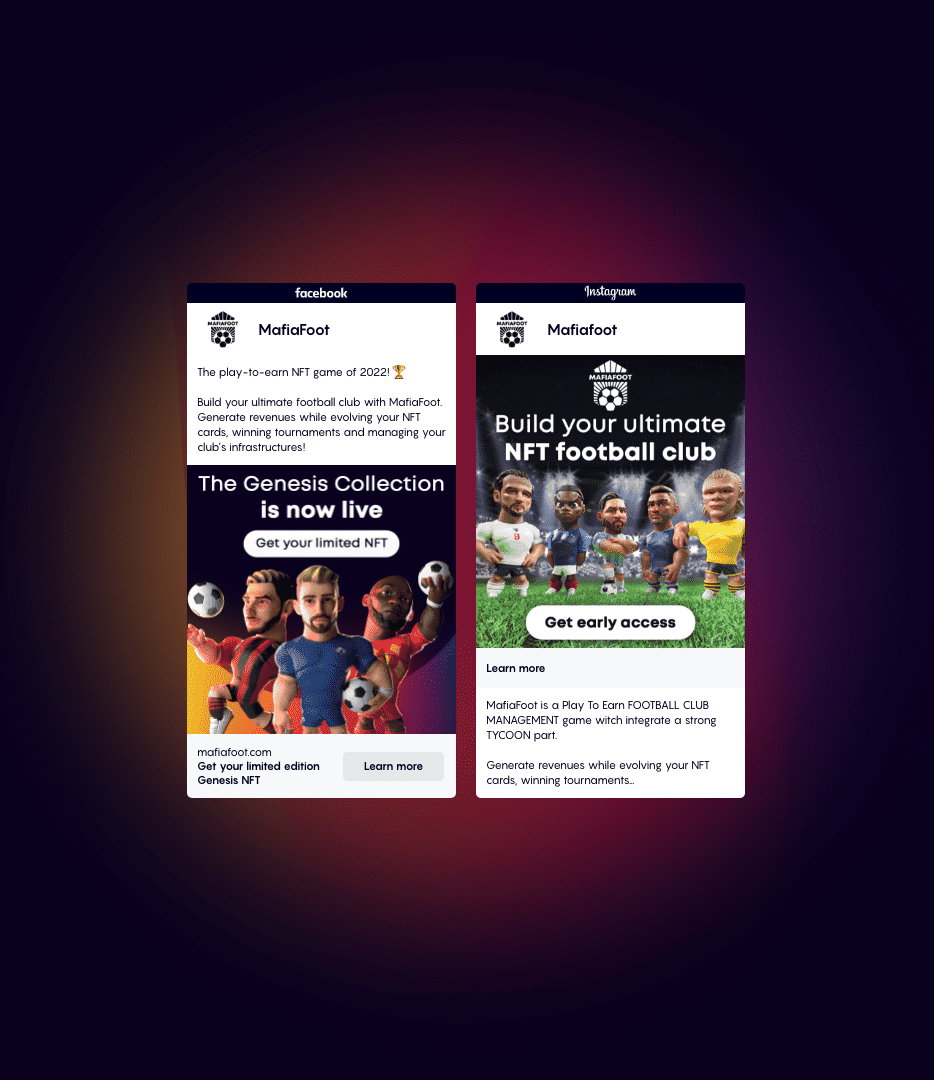 facebook
MAFIAFOOT
MafiaFoot
The play-to-earn NFT game of 2022! 🏆
Build your ultimate football club with MafiaFoot.
Generate revenues while evolving your NFT
cards, winning tournaments and managing your
club's infrastructures!
The Genesis Collection
is now live
Get your limited NFT
mafiafoot.com
Get your limited edition
Genesis NFT
Learn more
Instagram
MAFIAFOOT
Mafiafoot
MAFIAFOOT
Build your ultimate
NFT football club
Get early access
Learn more
MafiaFoot is a Play To Earn FOOTBALL CLUB
MANAGEMENT game witch integrate a strong
TYCOON part.
Generate revenues while evolving your NFT
cards, winning tournaments...